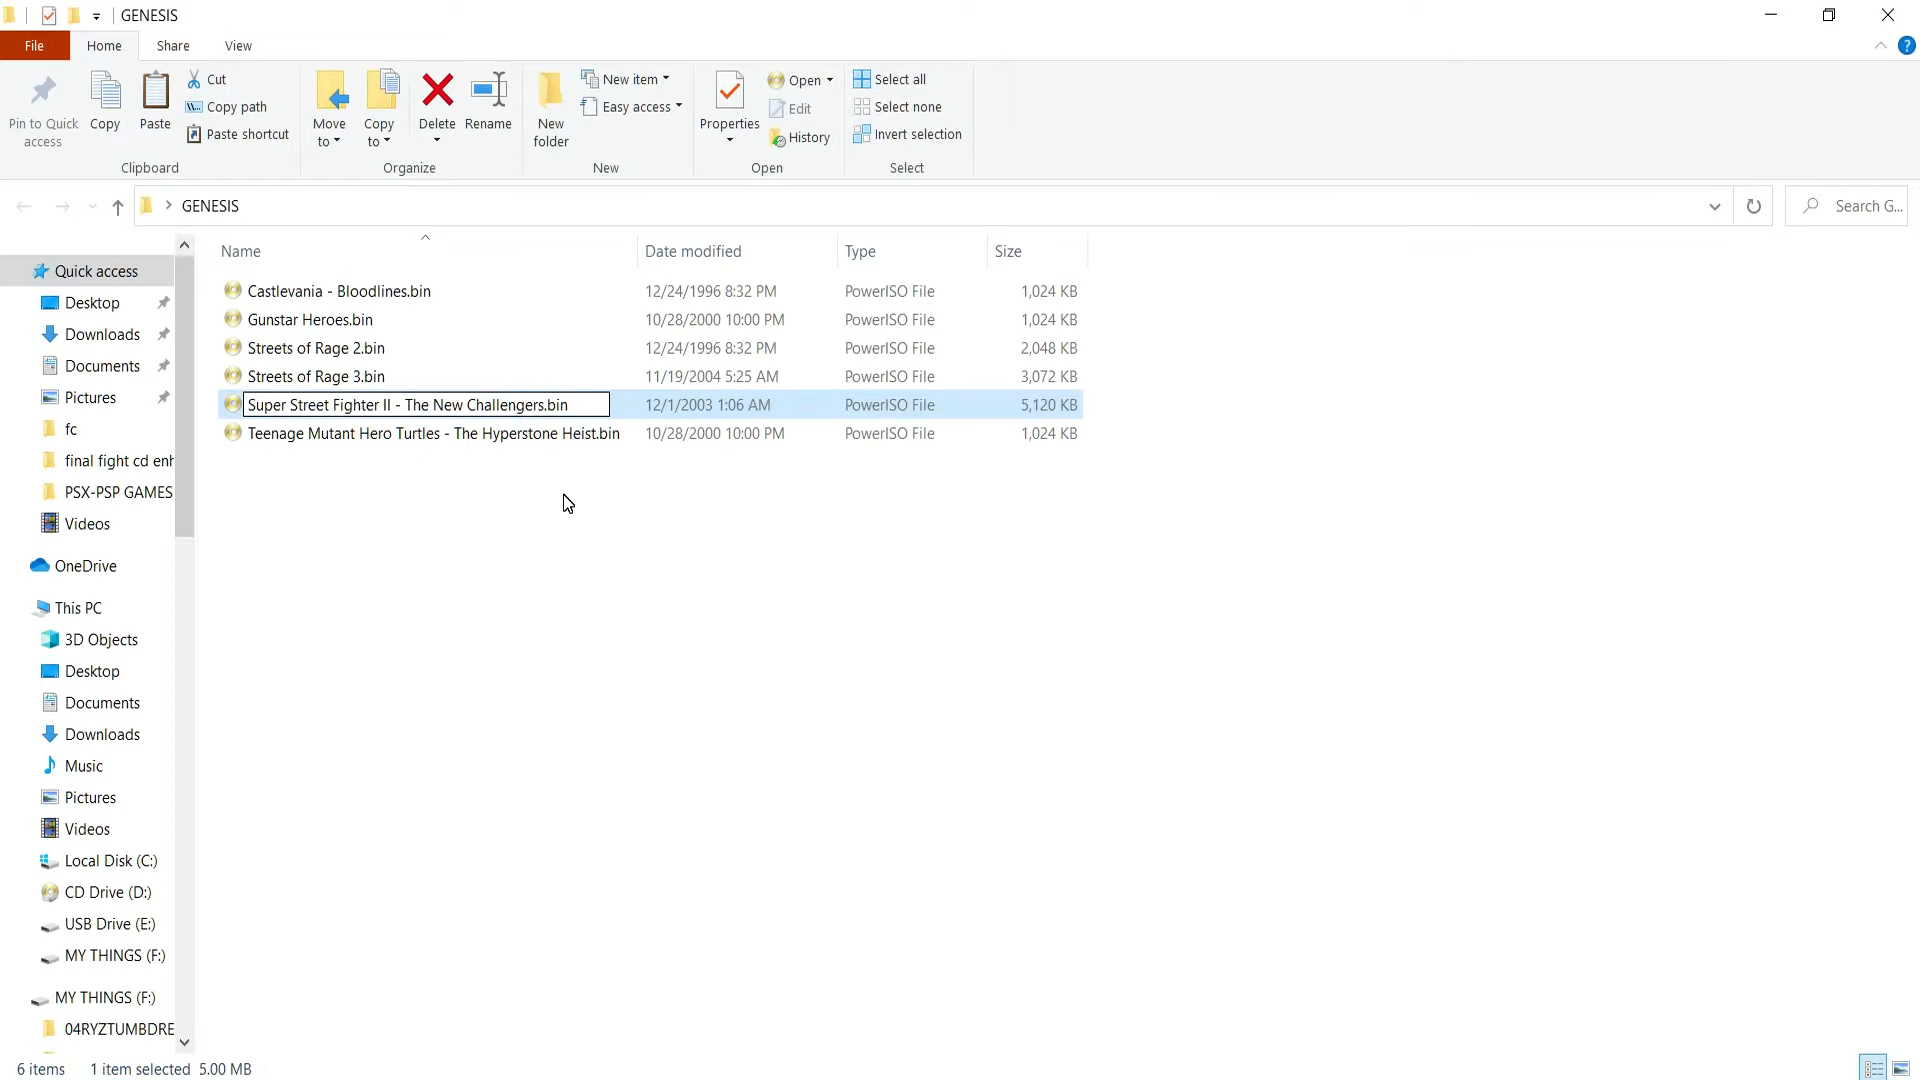 GENESIS
File Home Share View
Pin to Quick access
Copy
Paste
Cut
Copy path
Paste shortcut
Clipboard
Move to
Copy to
Delete
Rename
Organize
New folder
New item
Easy access
New
Properties
Open
Edit
History
Open
Select all
Select none
Invert selection
Select
GENESIS
Search G...
Name Date modified Type Size
Castlevania - Bloodlines.bin 12/24/1996 8:32 PM PowerISO File 1,024 KB
Gunstar Heroes.bin 10/28/2000 10:00 PM PowerISO File 1,024 KB
Streets of Rage 2.bin 12/24/1996 8:32 PM PowerISO File 2,048 KB
Streets of Rage 3.bin 11/19/2004 5:25 AM PowerISO File 3,072 KB
Super Street Fighter II - The New Challengers.bin 12/1/2003 1:06 AM PowerISO File 5,120 KB
Teenage Mutant Hero Turtles - The Hyperstone Heist.bin 10/28/2000 10:00 PM PowerISO File 1,024 KB
Quick access
Desktop
Downloads
Documents
Pictures
fc
final fight cd enh
PSX-PSP GAMES
Videos
OneDrive
This PC
3D Objects
Desktop
Documents
Downloads
Music
Pictures
Videos
Local Disk (C:)
CD Drive (D:)
USB Drive (E:)
MY THINGS (F:)
MY THINGS (F:)
04RYZTUMBDRE
6 items 1 item selected 5.00 MB